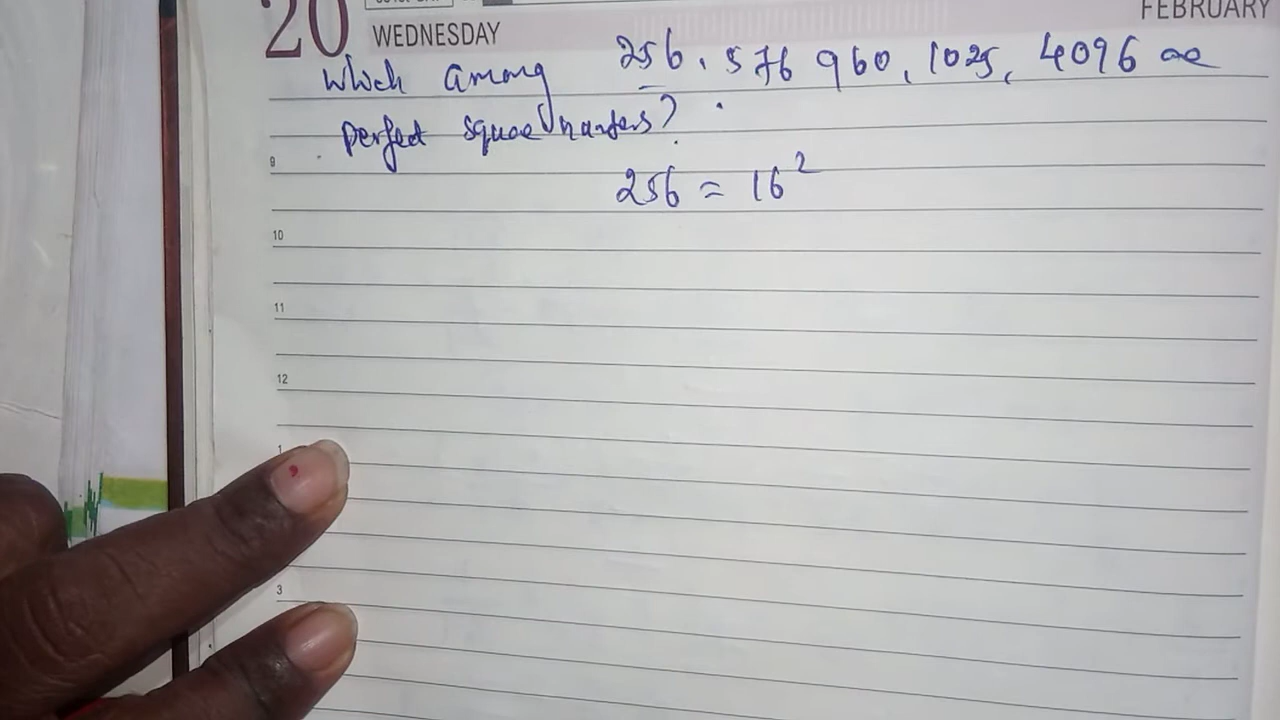 20 WEDNESDAY FEBRUARY
Which among 256, 576 960, 1025, 4096 are
perfect square numbers?
256 = 16²
9
10
11
12
1
3